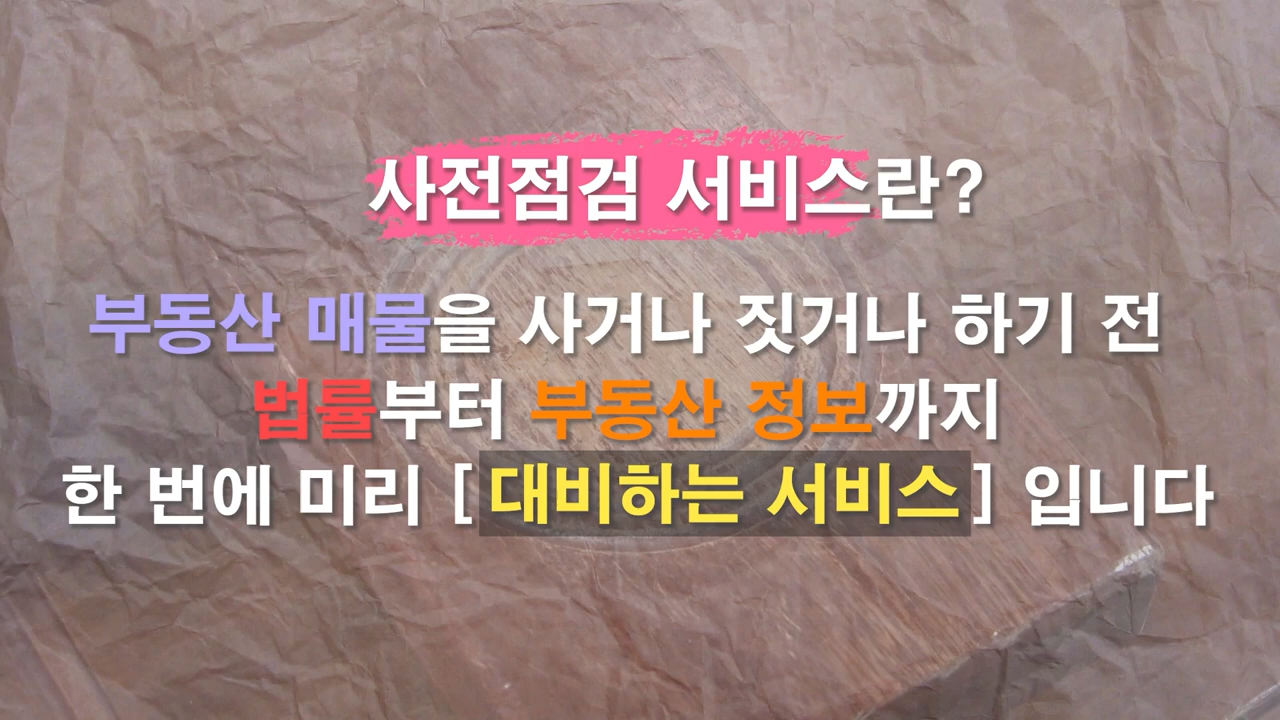 사전점검 서비스란?
부동산 매물을 사거나 짓거나 하기 전
법률부터 부동산 정보까지
한 번에 미리 [대비하는 서비스] 입니다